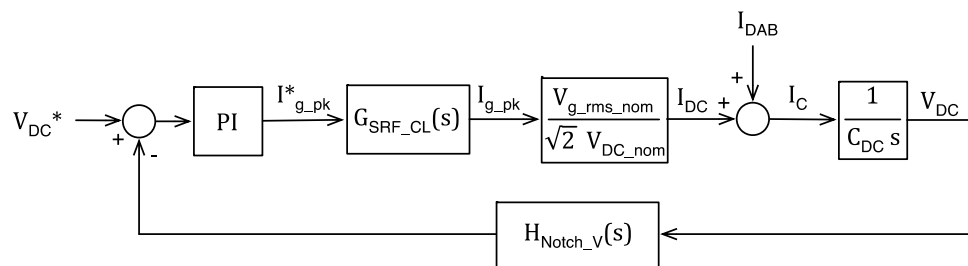 I_DAB
V_DC* + - PI I*_g_pk G_SRF_CL(s) I_g_pk V_g_rms_nom / √2 V_DC_nom I_DC + + I_C 1 / C_DC s V_DC
H_Notch_V(s)